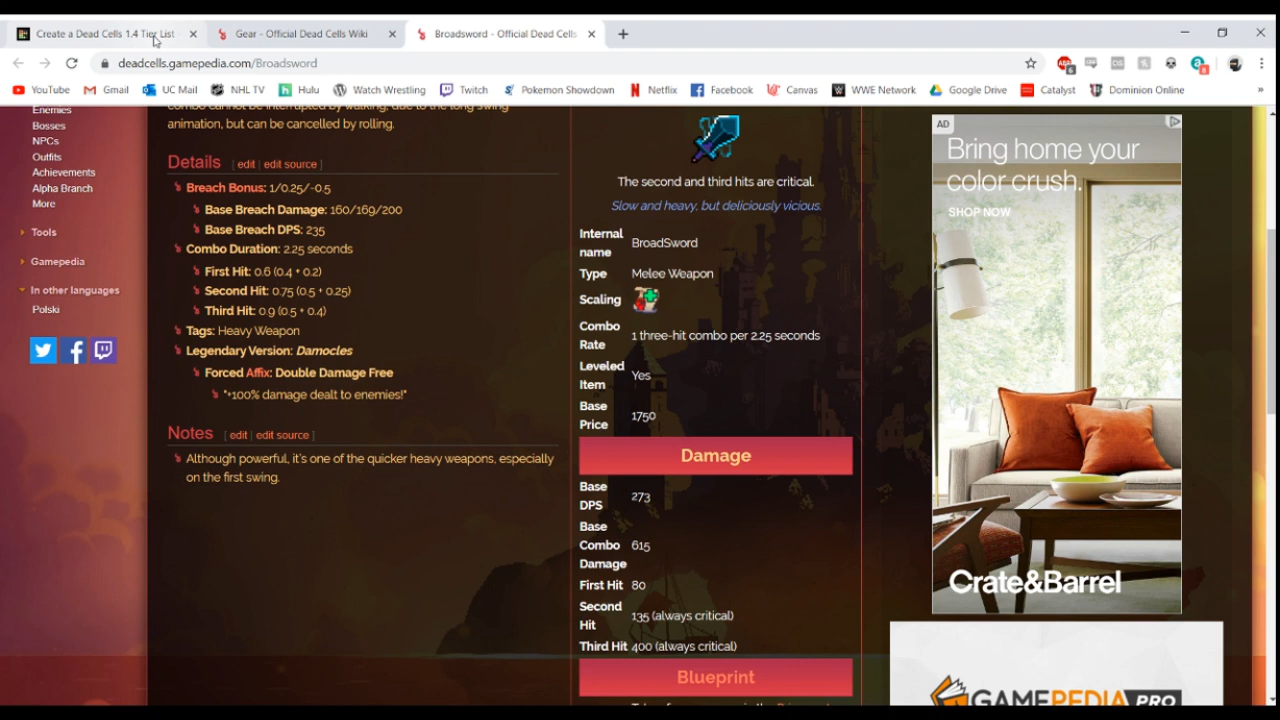 Create a Dead Cells 1.4 Tier List
Gear - Official Dead Cells Wiki
Broadsword - Official Dead Cells
deadcells.gamepedia.com/Broadsword
YouTube Gmail UC Mail NHL TV Hulu Watch Wrestling Twitch Pokemon Showdown Netflix Facebook Canvas WWE Network Google Drive Catalyst Dominion Online »
Enemies
Bosses
NPCs
Outfits
Achievements
Alpha Branch
More
Tools
Gamepedia
In other languages
Polski
combo cannot be interrupted by walking, due to the long swing
animation, but can be cancelled by rolling.
Details [ edit | edit source ]
Breach Bonus: 1/0.25/-0.5
Base Breach Damage: 160/169/200
Base Breach DPS: 235
Combo Duration: 2.25 seconds
First Hit: 0.6 (0.4 + 0.2)
Second Hit: 0.75 (0.5 + 0.25)
Third Hit: 0.9 (0.5 + 0.4)
Tags: Heavy Weapon
Legendary Version: Damocles
Forced Affix: Double Damage Free
"+100% damage dealt to enemies!"
Notes [ edit | edit source ]
Although powerful, it's one of the quicker heavy weapons, especially
on the first swing.
The second and third hits are critical.
Slow and heavy, but deliciously vicious.
Internal
name
BroadSword
Type Melee Weapon
Scaling
Combo
Rate
1 three-hit combo per 2.25 seconds
Leveled
Item
Yes
Base
Price
1750
Damage
Base
DPS
273
Base
Combo
Damage
615
First Hit 80
Second
Hit
135 (always critical)
Third Hit 400 (always critical)
Blueprint
AD
Bring home your
color crush.
SHOP NOW
Crate&Barrel
GAMEPEDIA PRO